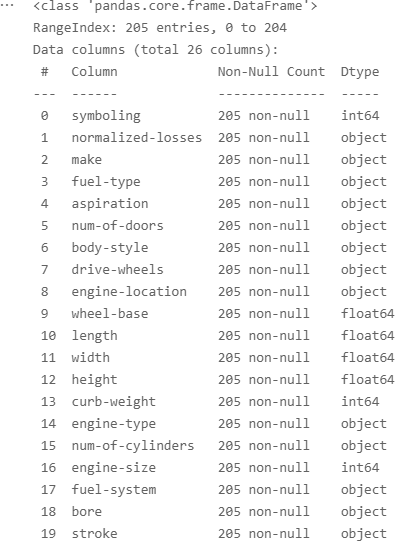 ... <class 'pandas.core.frame.DataFrame'>
RangeIndex: 205 entries, 0 to 204
Data columns (total 26 columns):
 #   Column             Non-Null Count  Dtype
---  ------             --------------  -----
 0   symboling          205 non-null    int64
 1   normalized-losses  205 non-null    object
 2   make               205 non-null    object
 3   fuel-type          205 non-null    object
 4   aspiration         205 non-null    object
 5   num-of-doors       205 non-null    object
 6   body-style         205 non-null    object
 7   drive-wheels       205 non-null    object
 8   engine-location    205 non-null    object
 9   wheel-base         205 non-null    float64
 10  length             205 non-null    float64
 11  width              205 non-null    float64
 12  height             205 non-null    float64
 13  curb-weight        205 non-null    int64
 14  engine-type        205 non-null    object
 15  num-of-cylinders   205 non-null    object
 16  engine-size        205 non-null    int64
 17  fuel-system        205 non-null    object
 18  bore               205 non-null    object
 19  stroke             205 non-null    object